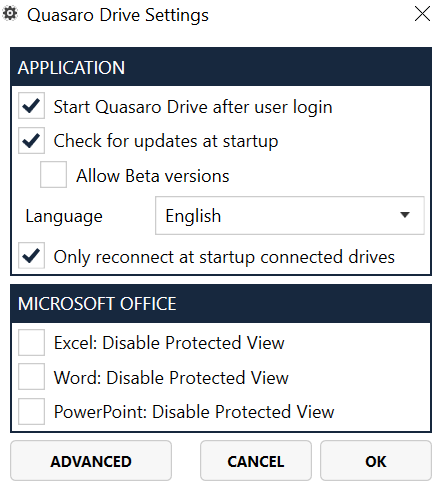 Quasaro Drive Settings
APPLICATION
Start Quasaro Drive after user login
Check for updates at startup
Allow Beta versions
Language English
Only reconnect at startup connected drives
MICROSOFT OFFICE
Excel: Disable Protected View
Word: Disable Protected View
PowerPoint: Disable Protected View
ADVANCED CANCEL OK